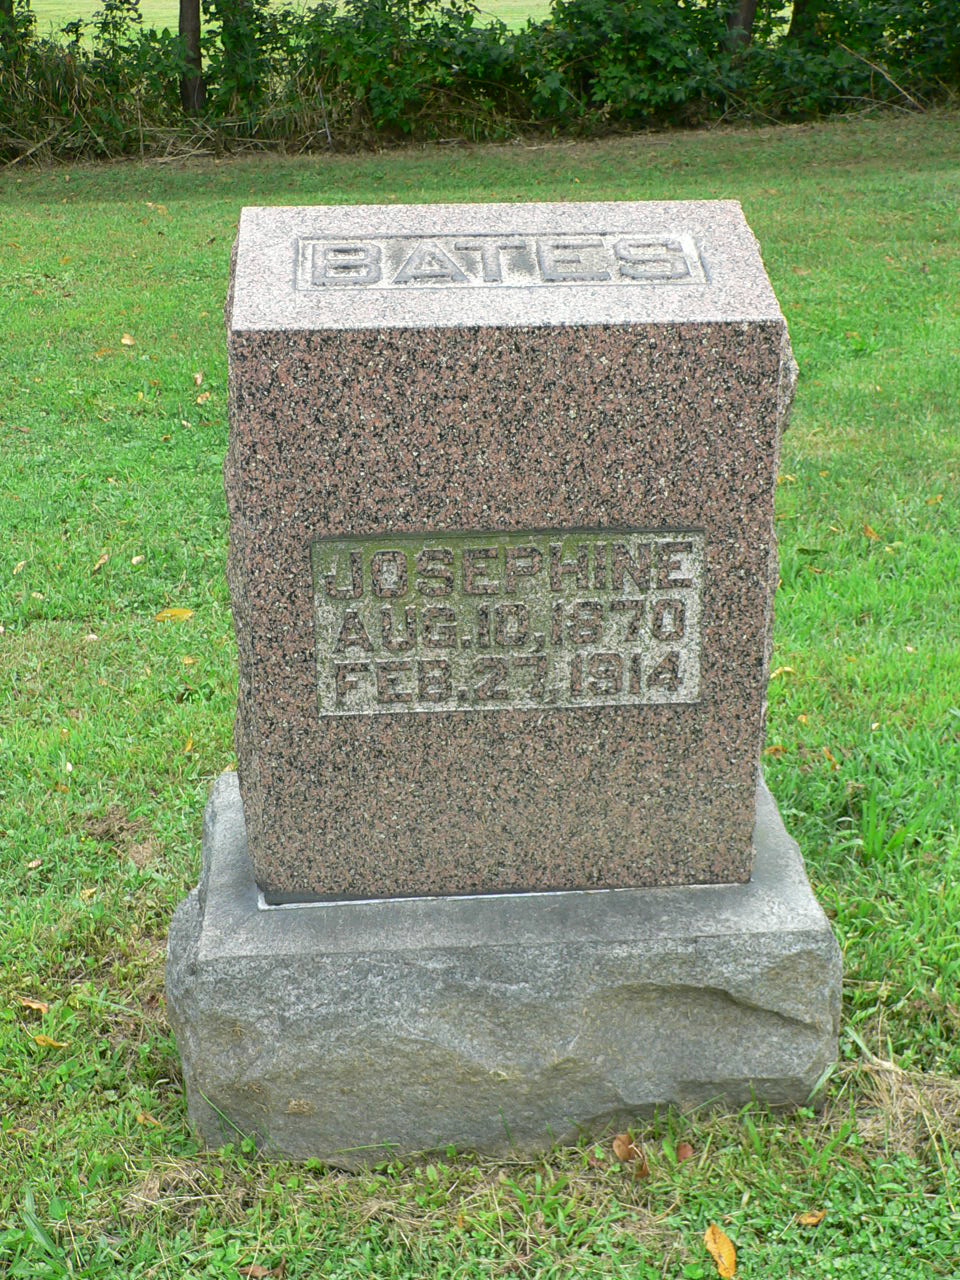 BATES
JOSEPHINE
AUG. 10, 1870
FEB. 27, 1914